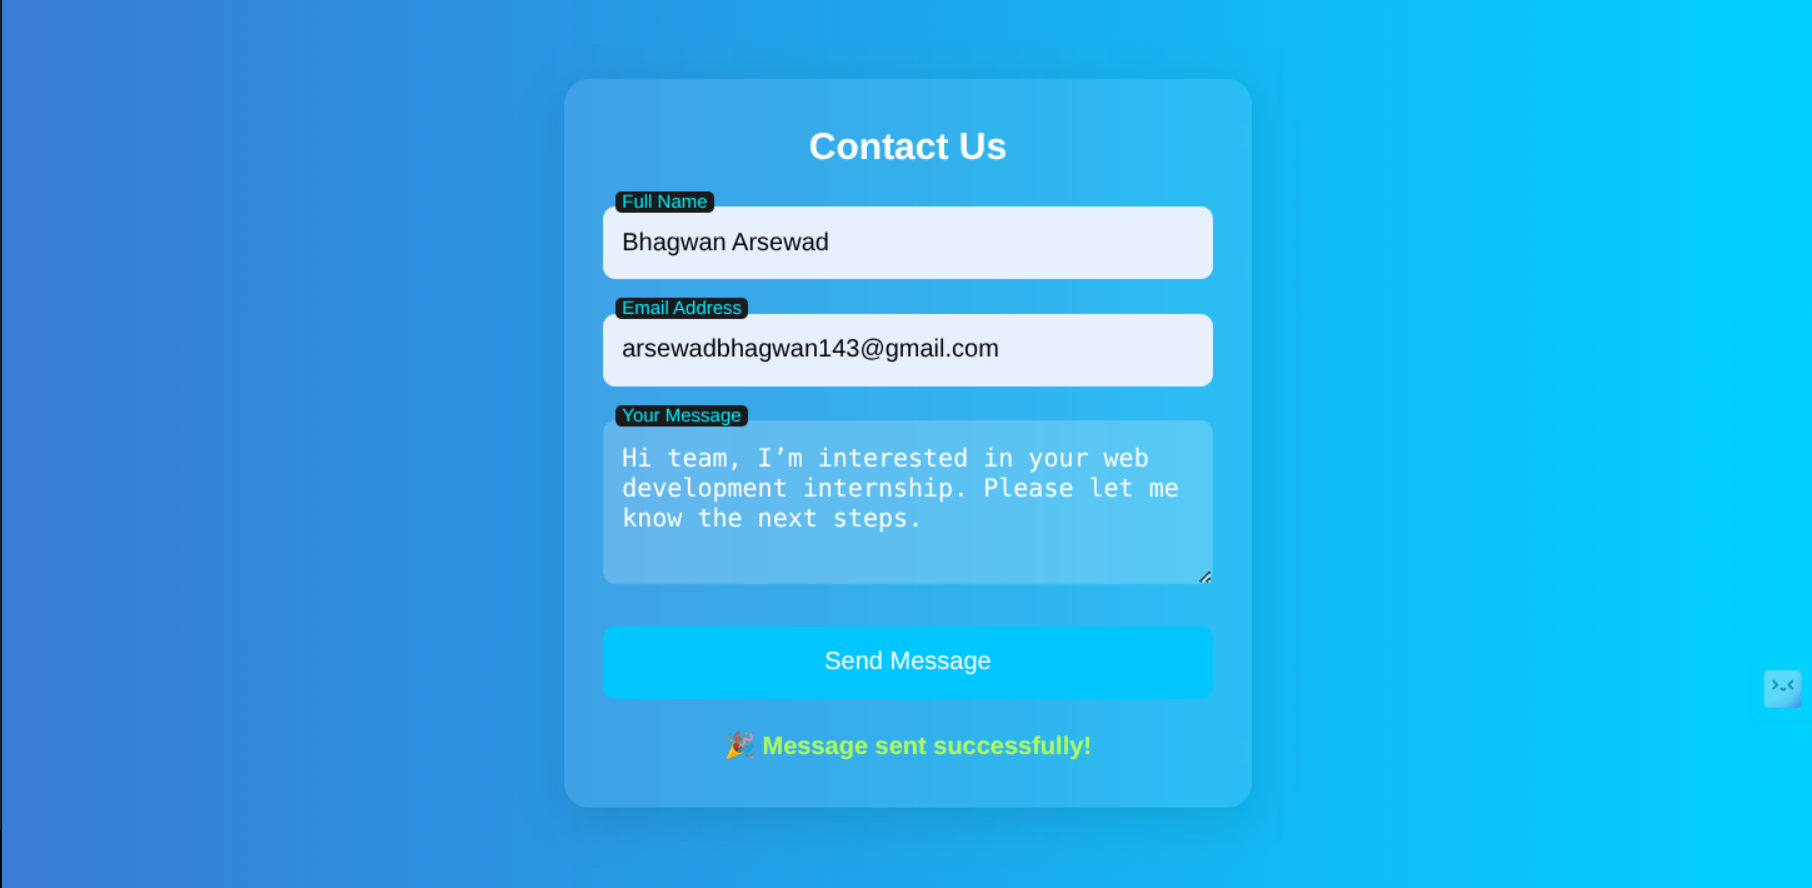 Contact Us
Full Name
Bhagwan Arsewad
Email Address
arsewadbhagwan143@gmail.com
Your Message
Hi team, I’m interested in your web
development internship. Please let me
know the next steps.
Send Message
🎉 Message sent successfully!